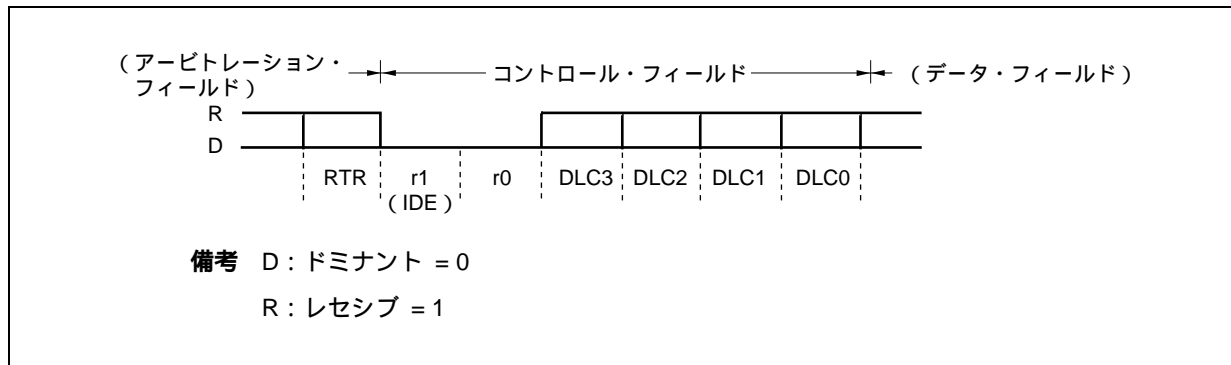 （アービトレーション・
フィールド）
コントロール・フィールド
（データ・フィールド）
R
D
RTR r1 r0 DLC3 DLC2 DLC1 DLC0
（IDE）
備考 D：ドミナント = 0
R：レセシブ = 1